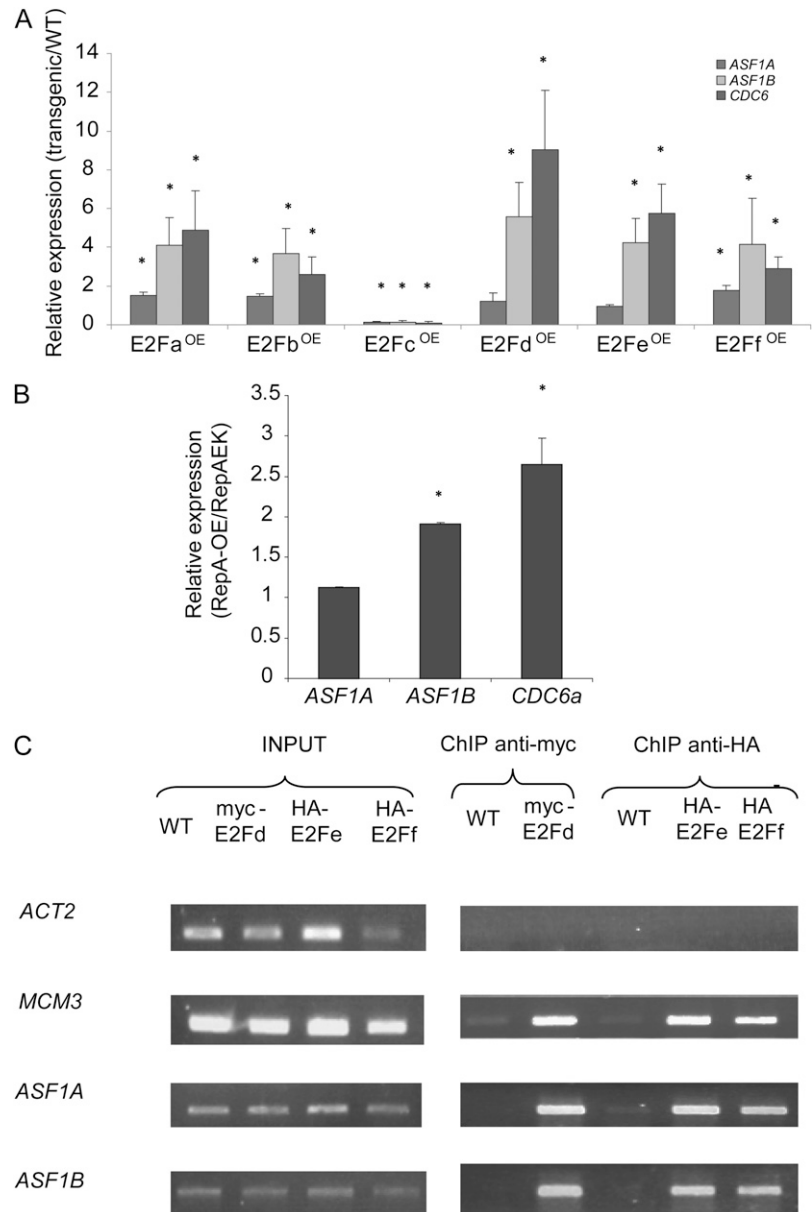 A
Relative expression (transgenic/WT)
14
12
10
8
6
4
2
0
* * * * * * * * * * * * * * * *
ASF1A
ASF1B
CDC6
E2Fa OE E2Fb OE E2Fc OE E2Fd OE E2Fe OE E2Ff OE
B
Relative expression
(RepA-OE/RepAEK)
3.5
3
2.5
2
1.5
1
0.5
0
* *
ASF1A ASF1B CDC6a
C
INPUT ChIP anti-myc ChIP anti-HA
WT myc-E2Fd HA-E2Fe HA-E2Ff WT myc-E2Fd WT HA-E2Fe HA E2Ff
ACT2
MCM3
ASF1A
ASF1B